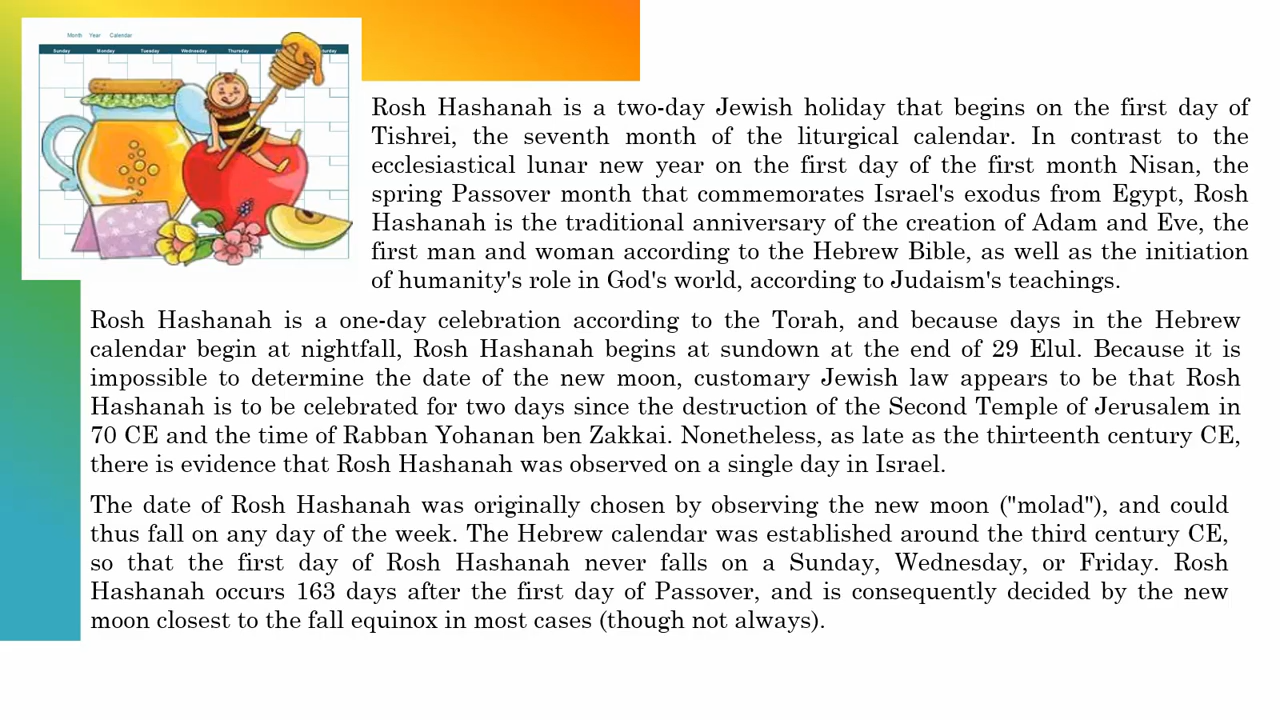 Month Year Calendar
Sunday Monday Tuesday Wednesday Thursday
Rosh Hashanah is a two-day Jewish holiday that begins on the first day of
Tishrei, the seventh month of the liturgical calendar. In contrast to the
ecclesiastical lunar new year on the first day of the first month Nisan, the
spring Passover month that commemorates Israel's exodus from Egypt, Rosh
Hashanah is the traditional anniversary of the creation of Adam and Eve, the
first man and woman according to the Hebrew Bible, as well as the initiation
of humanity's role in God's world, according to Judaism's teachings.
Rosh Hashanah is a one-day celebration according to the Torah, and because days in the Hebrew
calendar begin at nightfall, Rosh Hashanah begins at sundown at the end of 29 Elul. Because it is
impossible to determine the date of the new moon, customary Jewish law appears to be that Rosh
Hashanah is to be celebrated for two days since the destruction of the Second Temple of Jerusalem in
70 CE and the time of Rabban Yohanan ben Zakkai. Nonetheless, as late as the thirteenth century CE,
there is evidence that Rosh Hashanah was observed on a single day in Israel.
The date of Rosh Hashanah was originally chosen by observing the new moon ("molad"), and could
thus fall on any day of the week. The Hebrew calendar was established around the third century CE,
so that the first day of Rosh Hashanah never falls on a Sunday, Wednesday, or Friday. Rosh
Hashanah occurs 163 days after the first day of Passover, and is consequently decided by the new
moon closest to the fall equinox in most cases (though not always).